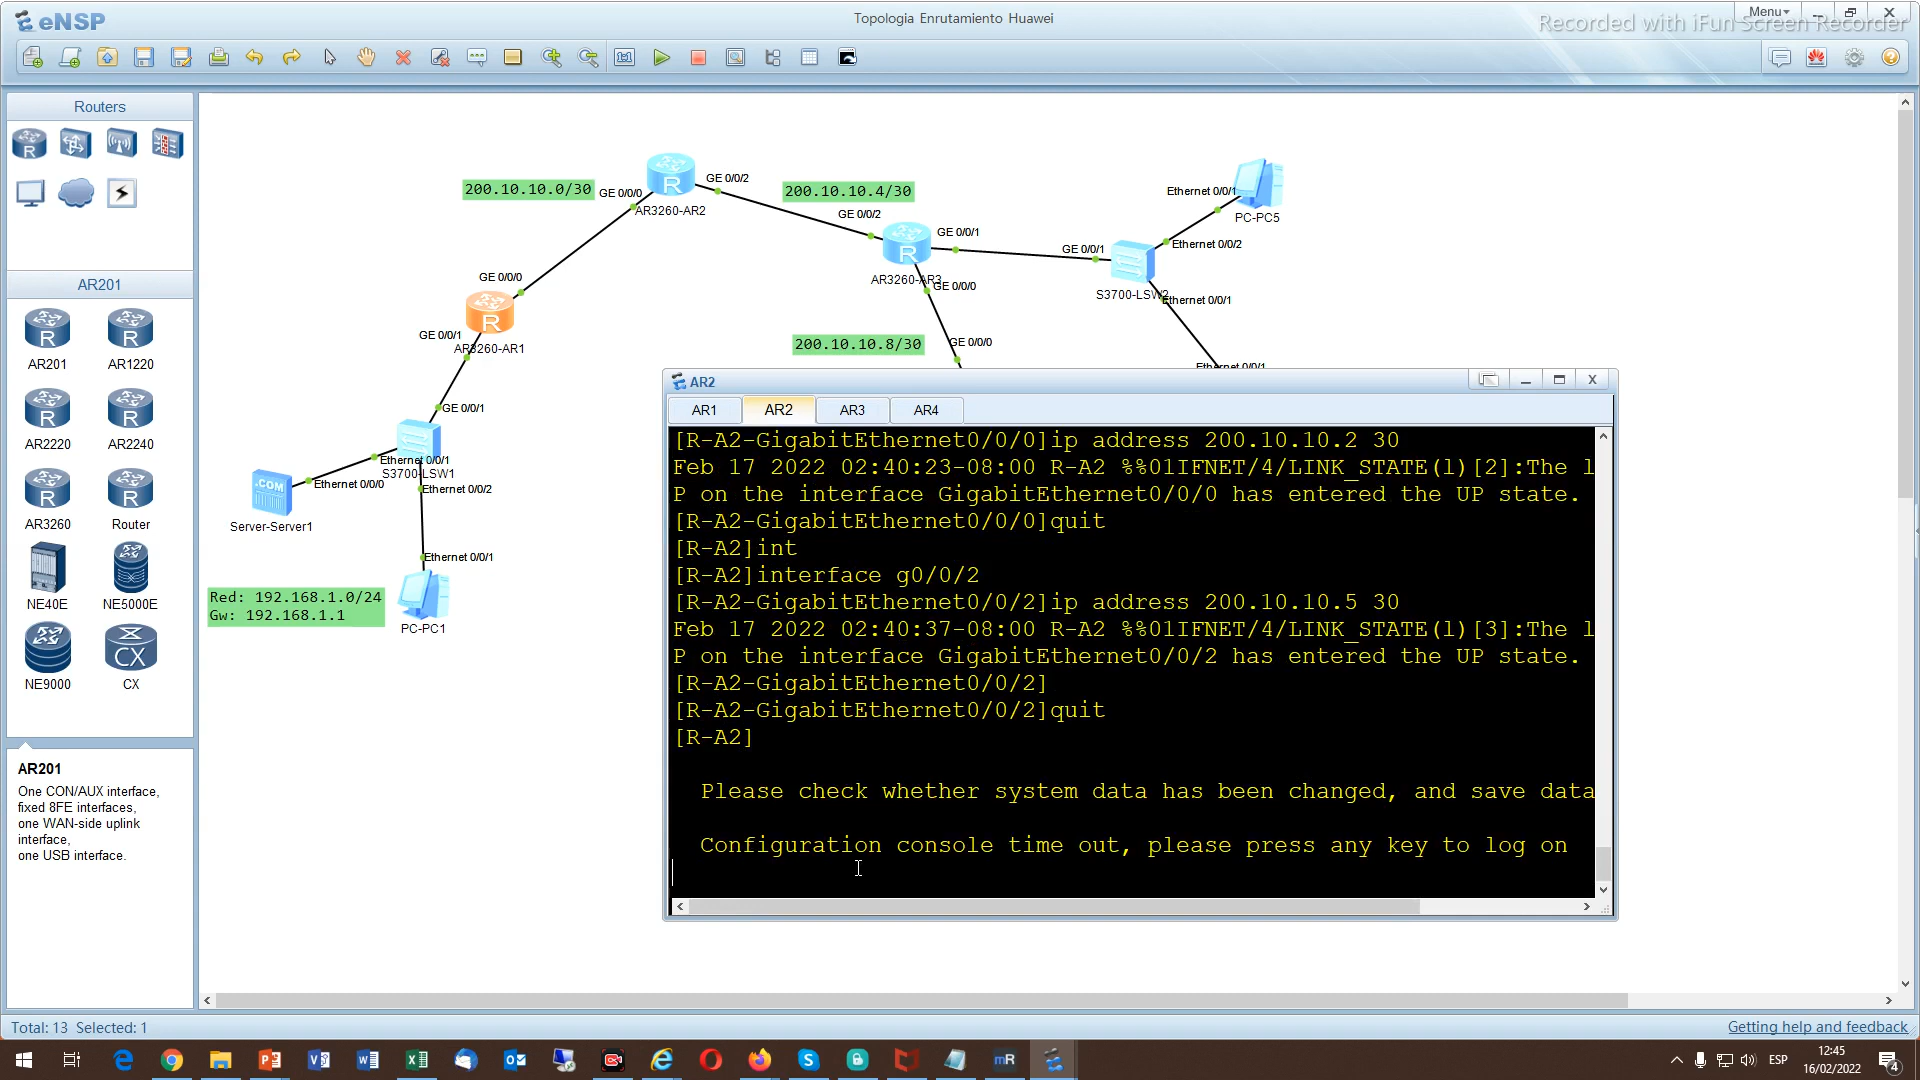 eNSP
Topologia Enrutamiento Huawei
Menu
Recorded with iFun Screen Recorder
Routers
AR201
AR201
AR1220
AR2220
AR2240
AR3260
Router
NE40E
NE5000E
NE9000
CX
AR201
One CON/AUX interface,
fixed 8FE interfaces,
one WAN-side uplink
interface,
one USB interface.
200.10.10.0/30
GE 0/0/0
GE 0/0/2
AR3260-AR2
200.10.10.4/30
GE 0/0/2
GE 0/0/1
AR3260-AR3
GE 0/0/0
GE 0/0/1
Ethernet 0/0/1
PC-PC5
Ethernet 0/0/2
S3700-LSW2
Ethernet 0/0/1
GE 0/0/0
GE 0/0/1
AR3260-AR1
200.10.10.8/30
GE 0/0/0
Ethernet 0/0/1
GE 0/0/1
Ethernet 0/0/1
S3700-LSW1
Ethernet 0/0/0
Ethernet 0/0/2
Server-Server1
Ethernet 0/0/1
Red: 192.168.1.0/24
Gw: 192.168.1.1
PC-PC1
AR2
AR1
AR2
AR3
AR4
[R-A2-GigabitEthernet0/0/0]ip address 200.10.10.2 30
Feb 17 2022 02:40:23-08:00 R-A2 %%01IFNET/4/LINK_STATE(l)[2]:The l
P on the interface GigabitEthernet0/0/0 has entered the UP state.
[R-A2-GigabitEthernet0/0/0]quit
[R-A2]int
[R-A2]interface g0/0/2
[R-A2-GigabitEthernet0/0/2]ip address 200.10.10.5 30
Feb 17 2022 02:40:37-08:00 R-A2 %%01IFNET/4/LINK_STATE(l)[3]:The l
P on the interface GigabitEthernet0/0/2 has entered the UP state.
[R-A2-GigabitEthernet0/0/2]
[R-A2-GigabitEthernet0/0/2]quit
[R-A2]
Please check whether system data has been changed, and save data
Configuration console time out, please press any key to log on
Total: 13 Selected: 1
Getting help and feedback
ESP
12:45
16/02/2022
4